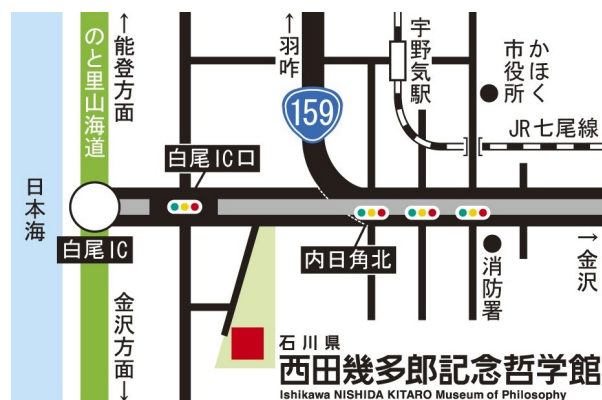 ↑能登方面
のと里山海道
↑羽咋
宇野気駅
かほく
市役所
159
JR七尾線
白尾IC口
日本海
白尾IC
内日角北
消防署
→金沢
金沢方面↓
石川県
西田幾多郎記念哲学館
Ishikawa NISHIDA KITARO Museum of Philosophy